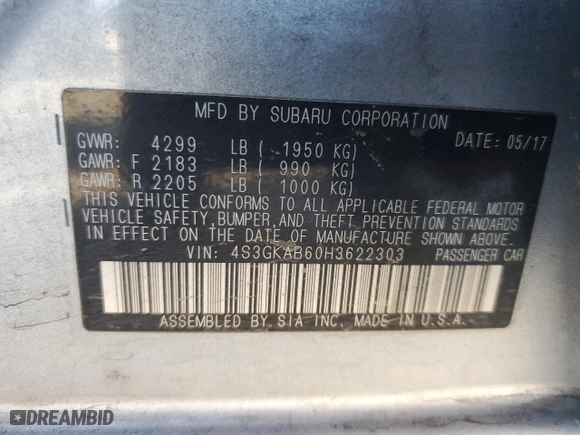 MFD BY SUBARU CORPORATION
GVWR: 4299 LB ( 1950 KG) DATE: 05/17
GAWR: F 2183 LB ( 990 KG)
GAWR: R 2205 LB ( 1000 KG)
THIS VEHICLE CONFORMS TO ALL APPLICABLE FEDERAL MOTOR
VEHICLE SAFETY, BUMPER, AND THEFT PREVENTION STANDARDS
IN EFFECT ON THE DATE OF MANUFACTURE SHOWN ABOVE.
VIN: 4S3GKAB60H3622303 PASSENGER CAR
ASSEMBLED BY SIA INC. MADE IN U.S.A.
DREAMBID